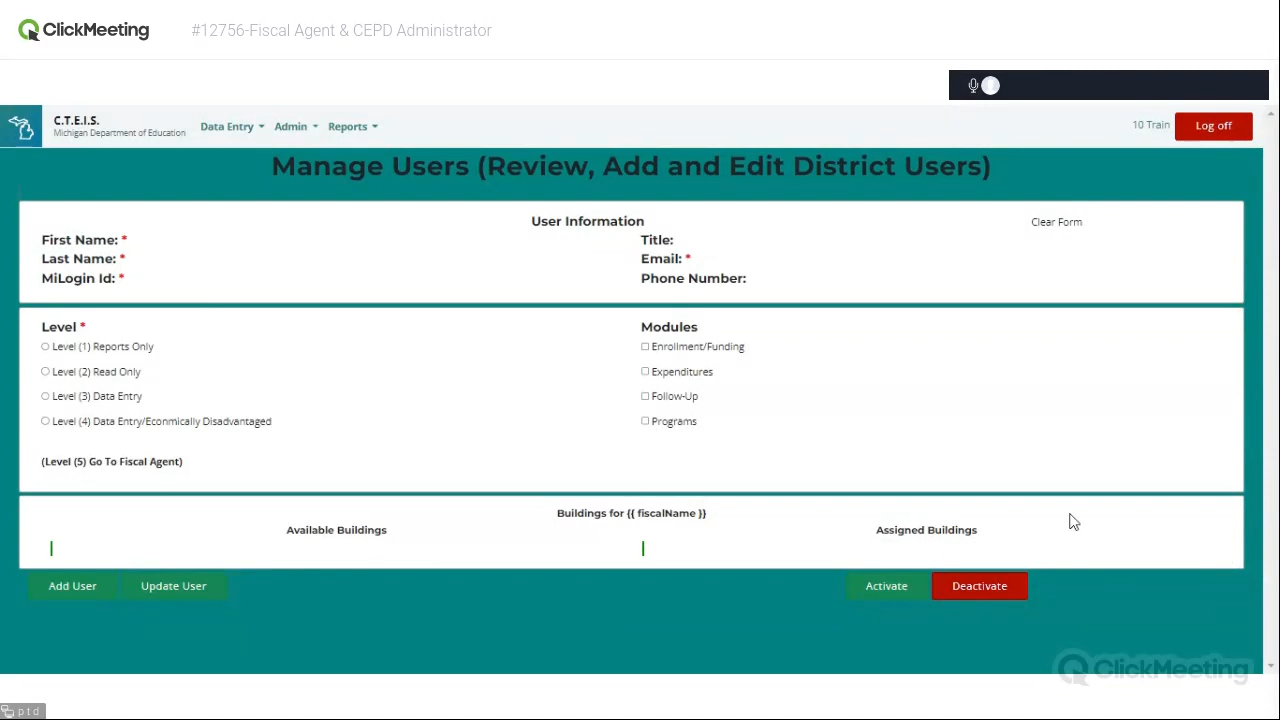 ClickMeeting
#12756-Fiscal Agent & CEPD Administrator
C.T.E.I.S.
Michigan Department of Education
Data Entry Admin Reports
10 Train Log off
Manage Users (Review, Add and Edit District Users)
User Information
Clear Form
First Name: *
Last Name: *
MiLogin Id: *
Title:
Email: *
Phone Number:
Level *
Level (1) Reports Only
Level (2) Read Only
Level (3) Data Entry
Level (4) Data Entry/Econmically Disadvantaged
(Level (5) Go To Fiscal Agent)
Modules
Enrollment/Funding
Expenditures
Follow-Up
Programs
Buildings for {{ fiscalName }}
Available Buildings
Assigned Buildings
Add User Update User Activate Deactivate
ClickMeeting
ptd